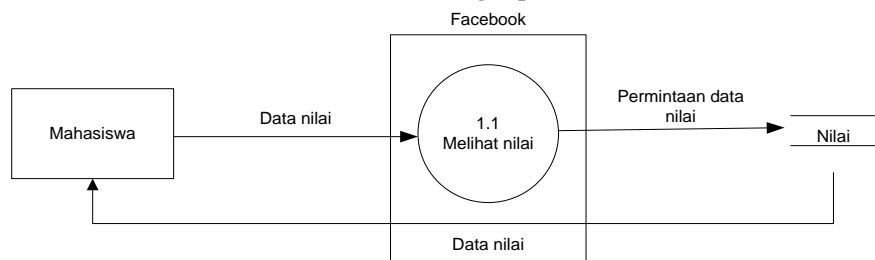 Facebook
Mahasiswa
Data nilai
1.1
Melihat nilai
Permintaan data
nilai
Nilai
Data nilai